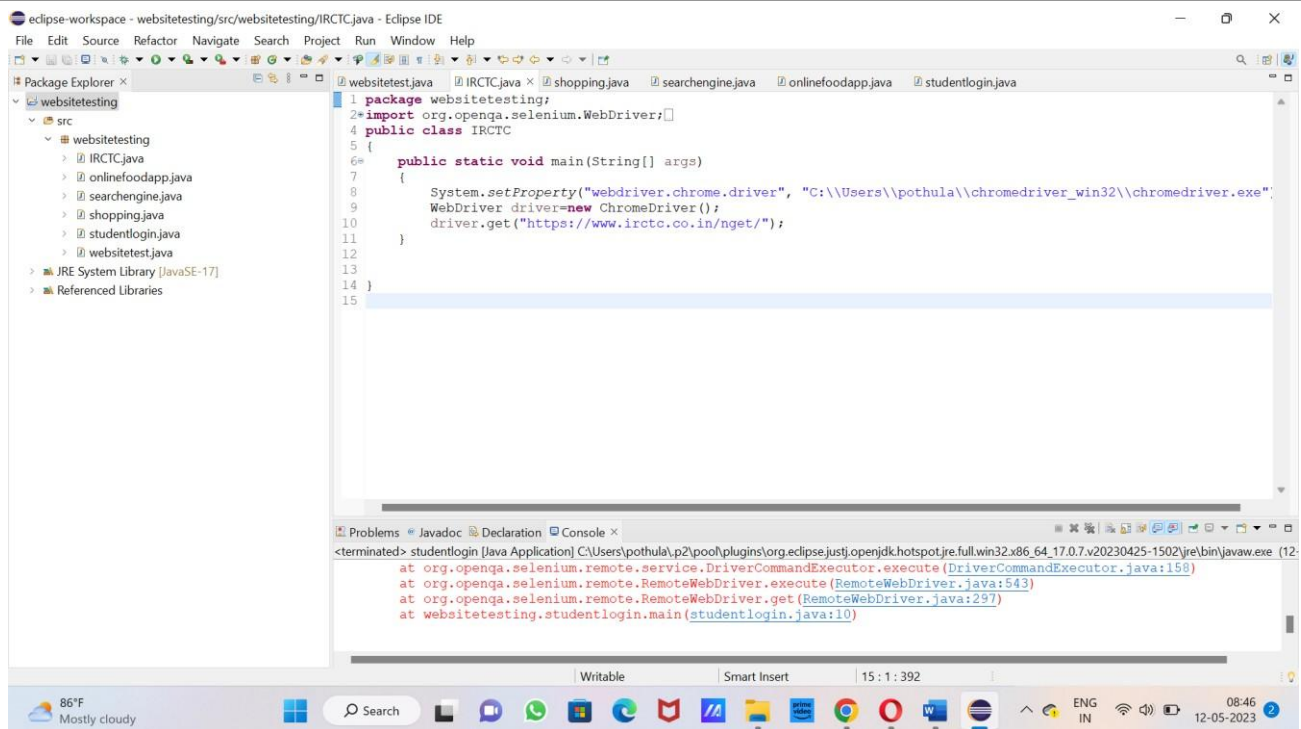 eclipse-workspace - websitetesting/src/websitetesting/IRCTC.java - Eclipse IDE
File Edit Source Refactor Navigate Search Project Run Window Help
Package Explorer ×
websitetest.java IRCTC.java × shopping.java searchengine.java onlinefoodapp.java studentlogin.java
websitetesting
src
websitetesting
IRCTC.java
onlinefoodapp.java
searchengine.java
shopping.java
studentlogin.java
websitetest.java
JRE System Library [JavaSE-17]
Referenced Libraries
1 package websitetesting;
2 import org.openqa.selenium.WebDriver;
4 public class IRCTC
5 {
6 public static void main(String[] args)
7 {
8 System.setProperty("webdriver.chrome.driver", "C:\\Users\\pothula\\chromedriver_win32\\chromedriver.exe")
9 WebDriver driver=new ChromeDriver();
10 driver.get("https://www.irctc.co.in/nget/");
11 }
12
13
14 }
15
Problems Javadoc Declaration Console ×
<terminated> studentlogin [Java Application] C:\Users\pothula\.p2\pool\plugins\org.eclipse.justj.openjdk.hotspot.jre.full.win32.x86_64_17.0.7.v20230425-1502\jre\bin\javaw.exe (12-
at org.openqa.selenium.remote.service.DriverCommandExecutor.execute(DriverCommandExecutor.java:158)
at org.openqa.selenium.remote.RemoteWebDriver.execute(RemoteWebDriver.java:543)
at org.openqa.selenium.remote.RemoteWebDriver.get(RemoteWebDriver.java:297)
at websitetesting.studentlogin.main(studentlogin.java:10)
Writable Smart Insert 15 : 1 : 392
86°F
Mostly cloudy
Search
prime video
ENG
IN
08:46
12-05-2023
2